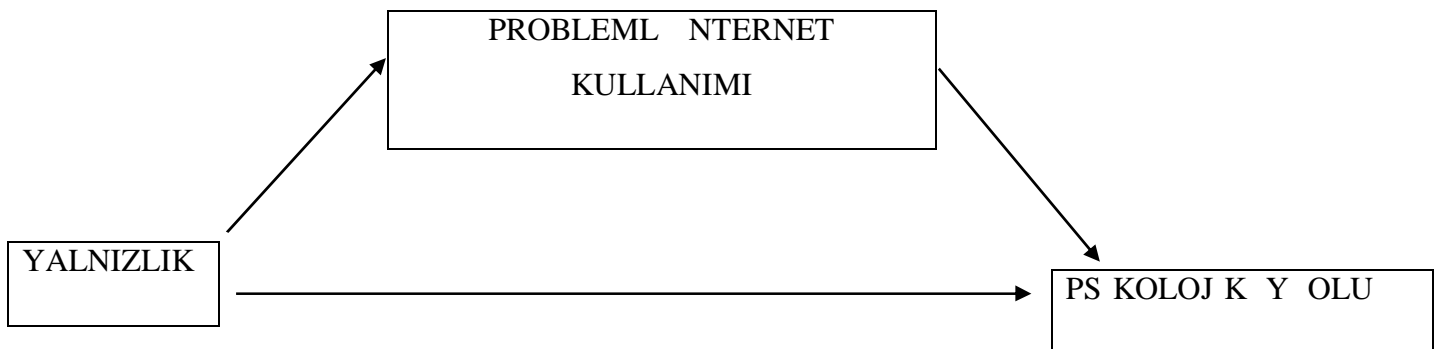 PROBLEML NTERNET
KULLANIMI
YALNIZLIK
PS KOLOJ K Y OLU